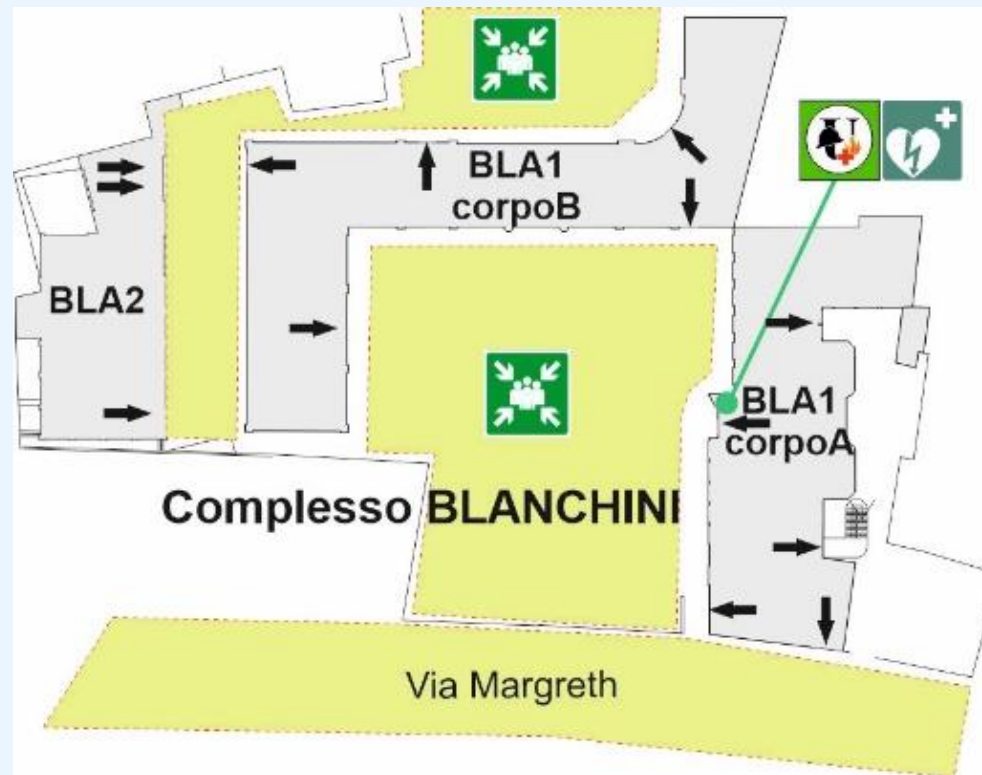 BLA1
corpoB
BLA2
BLA1
corpoA
Complesso BLANCHINI
Via Margreth